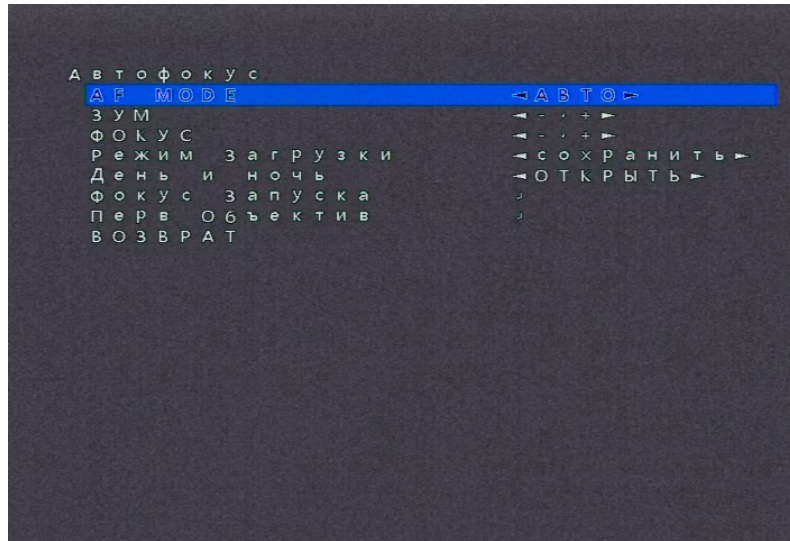 Автофокус
AF MODE ◄АВТО►
ЗУМ ◄-,+►
ФОКУС ◄-,+►
Режим Загрузки ◄сохранить►
День и ночь ◄ОТКРЫТЬ►
фокус Запуска ↲
Перв Объектив ↲
ВОЗВРАТ